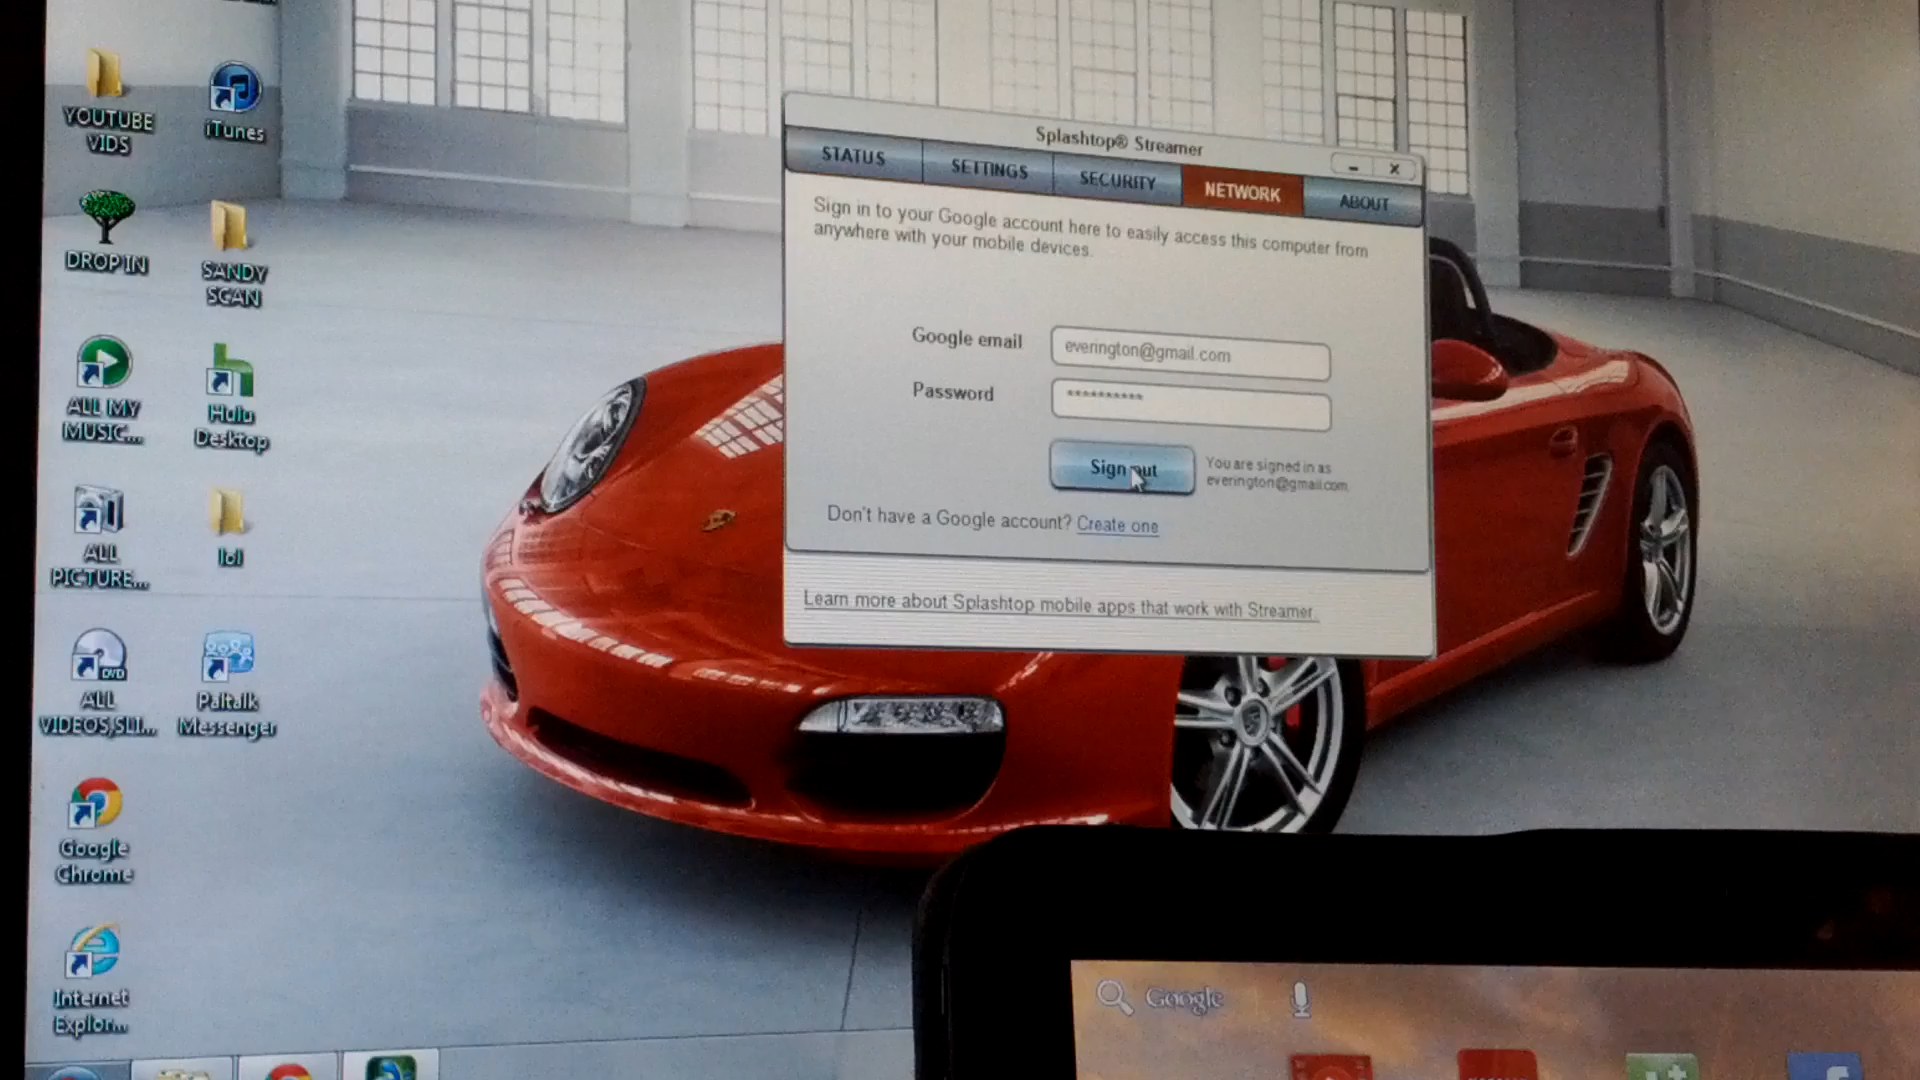 YOUTUBE
VIDS
iTunes
DROP IN
SANDY
SCAN
ALL MY
MUSIC...
Hulu
Desktop
ALL
PICTURE...
lol
ALL
VIDEOS,SLI...
DVD
Paltalk
Messenger
Google
Chrome
Internet
Explor...
Splashtop® Streamer
STATUS
SETTINGS
SECURITY
NETWORK
ABOUT
Sign in to your Google account here to easily access this computer from
anywhere with your mobile devices.
Google email
everington@gmail.com
Password
**********
Sign out
You are signed in as
everington@gmail.com
Don't have a Google account? Create one
Learn more about Splashtop mobile apps that work with Streamer.
Google